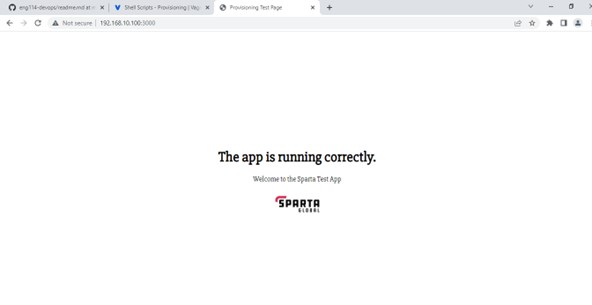 eng114-devops/readme.md at m
Shell Scripts - Provisioning | Vag
Provisioning Test Page
Not secure
192.168.10.100:3000
The app is running correctly.
Welcome to the Sparta Test App
SPARTA
GLOBAL